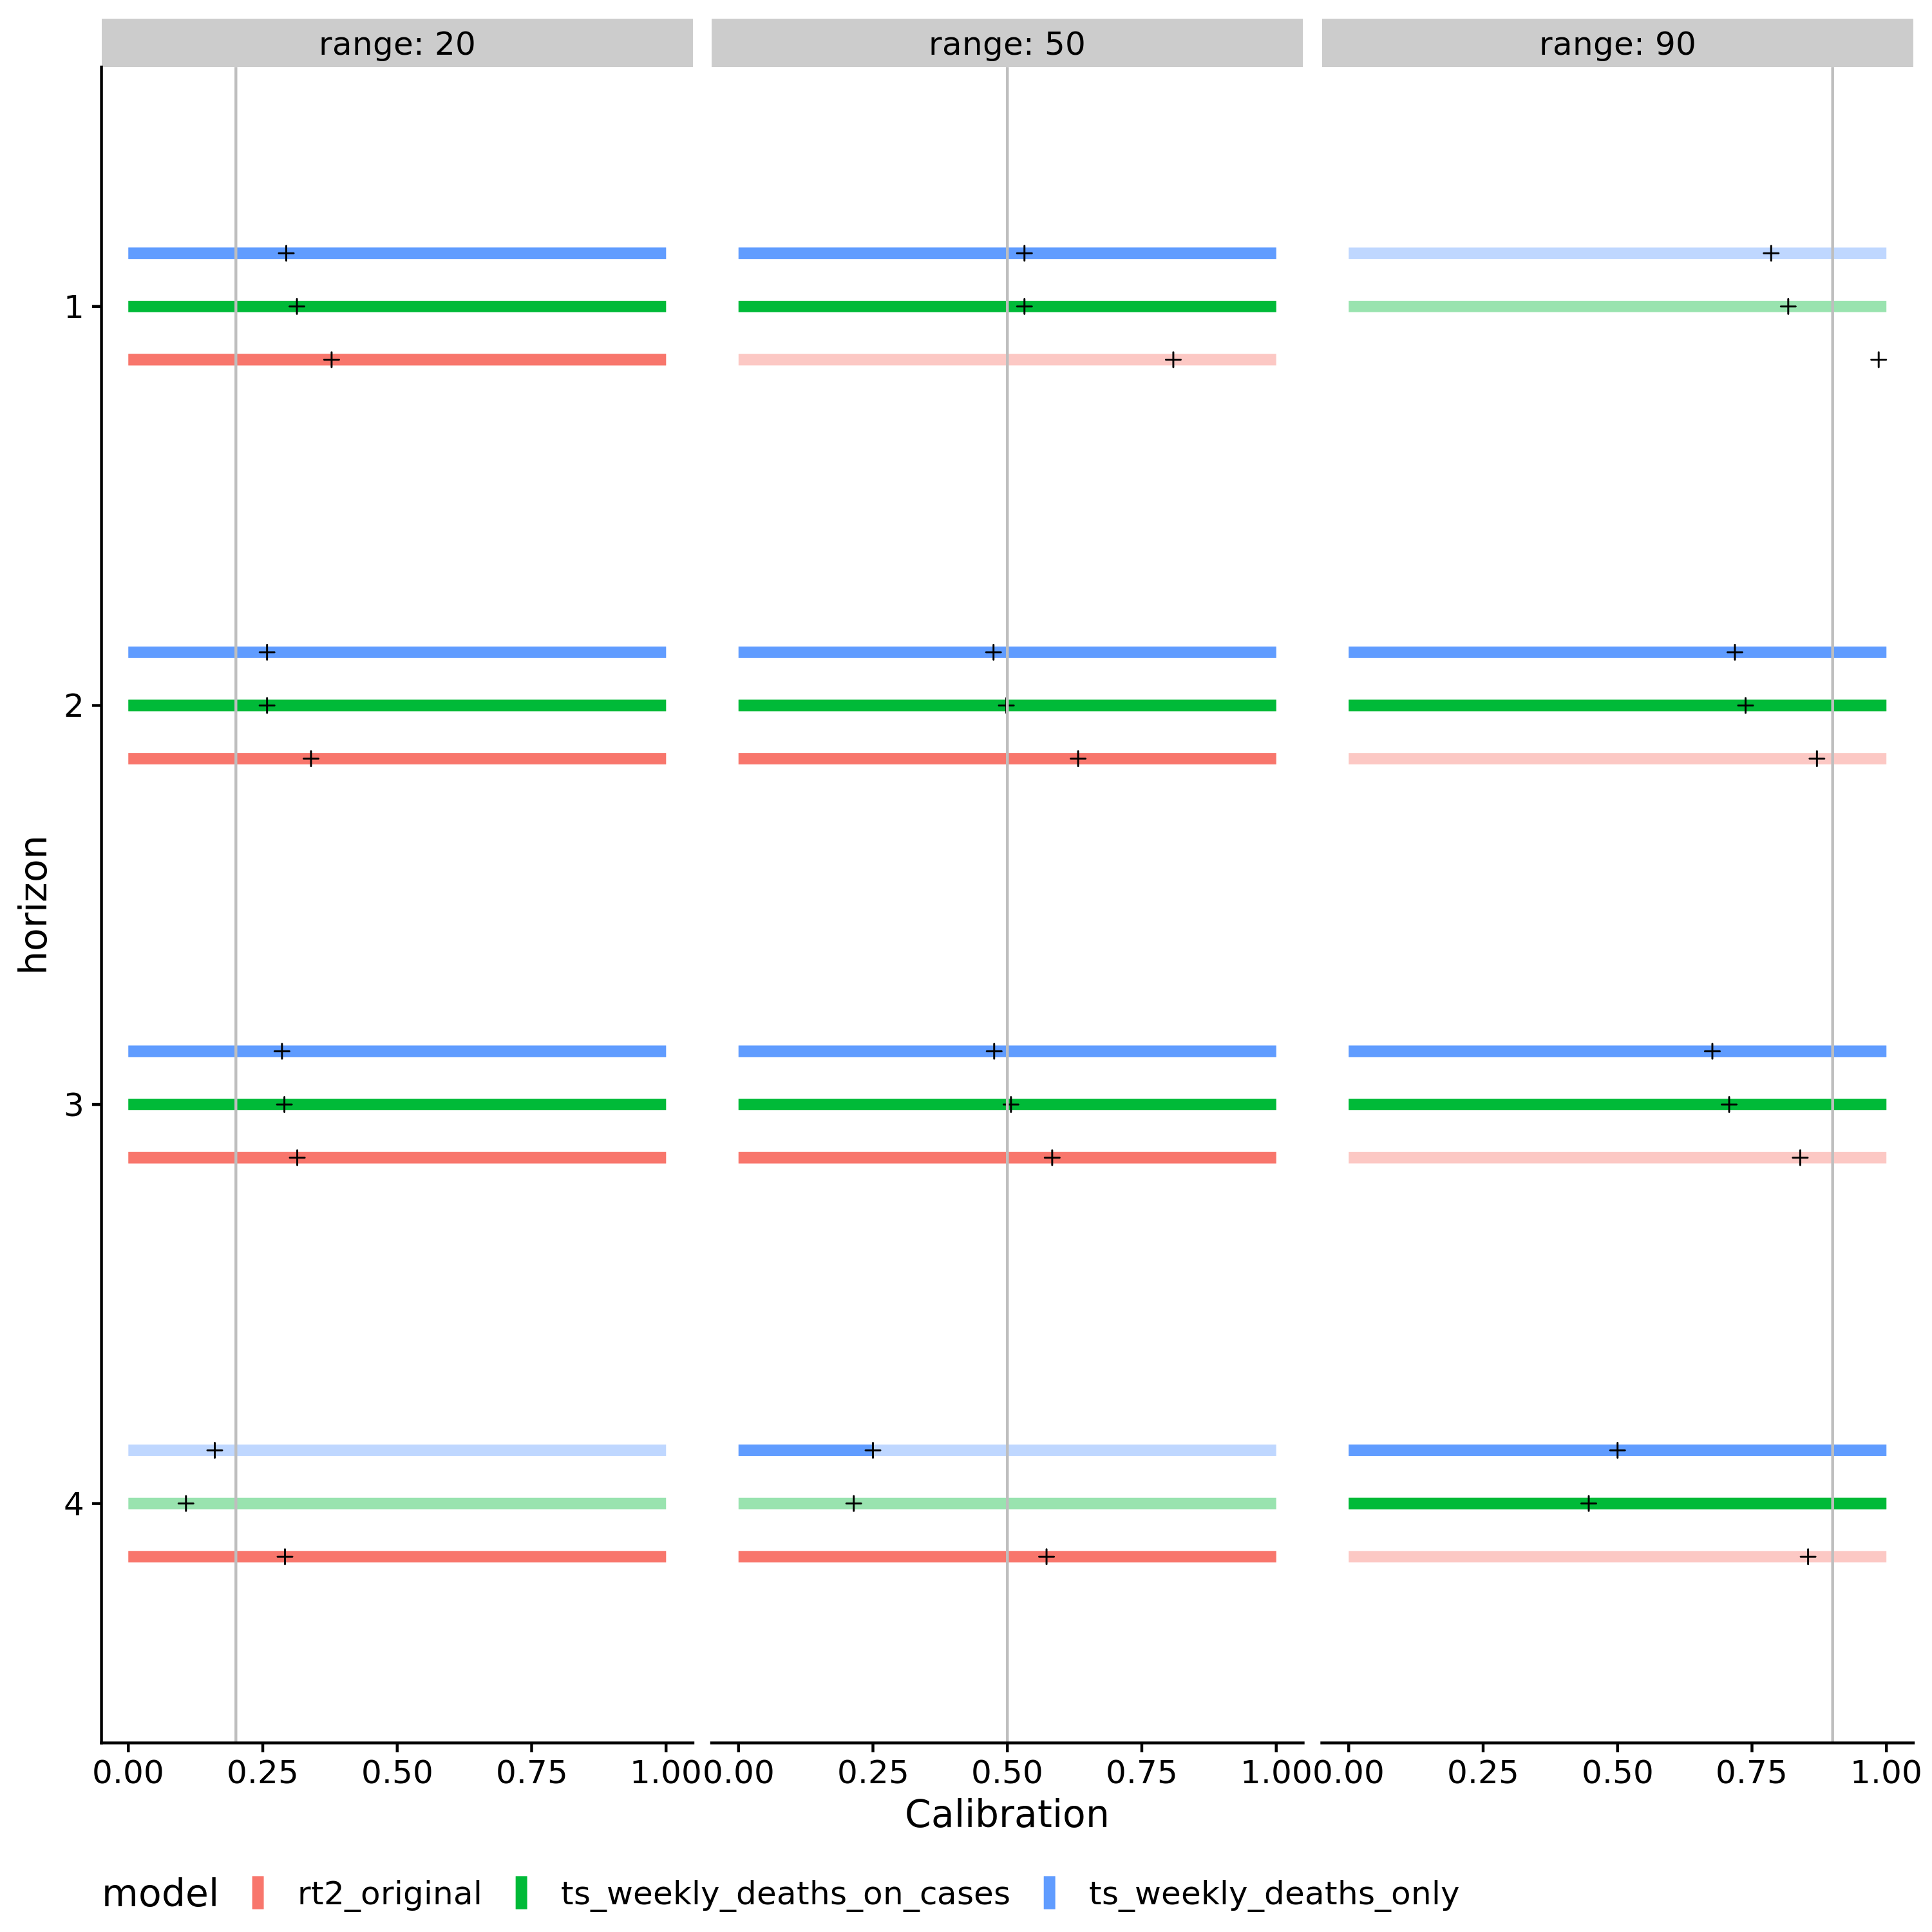 range: 20 range: 50 range: 90
1
2
3
4
horizon
0.00 0.25 0.50 0.75 1.00 0.00 0.25 0.50 0.75 1.00 0.00 0.25 0.50 0.75 1.00
Calibration
model rt2_original ts_weekly_deaths_on_cases ts_weekly_deaths_only